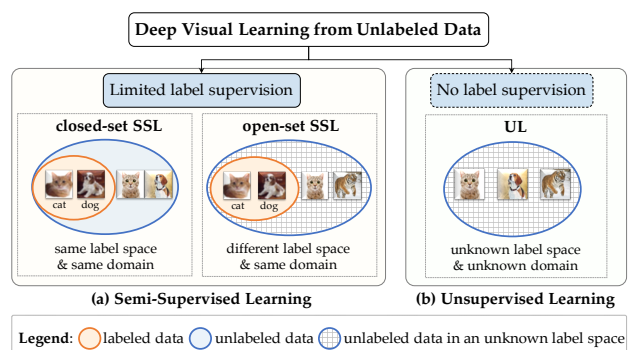 Deep Visual Learning from Unlabeled Data
Limited label supervision
No label supervision
closed-set SSL
open-set SSL
UL
cat
dog
cat
dog
same label space
& same domain
different label space
& same domain
unknown label space
& unknown domain
(a) Semi-Supervised Learning
(b) Unsupervised Learning
Legend: labeled data unlabeled data unlabeled data in an unknown label space